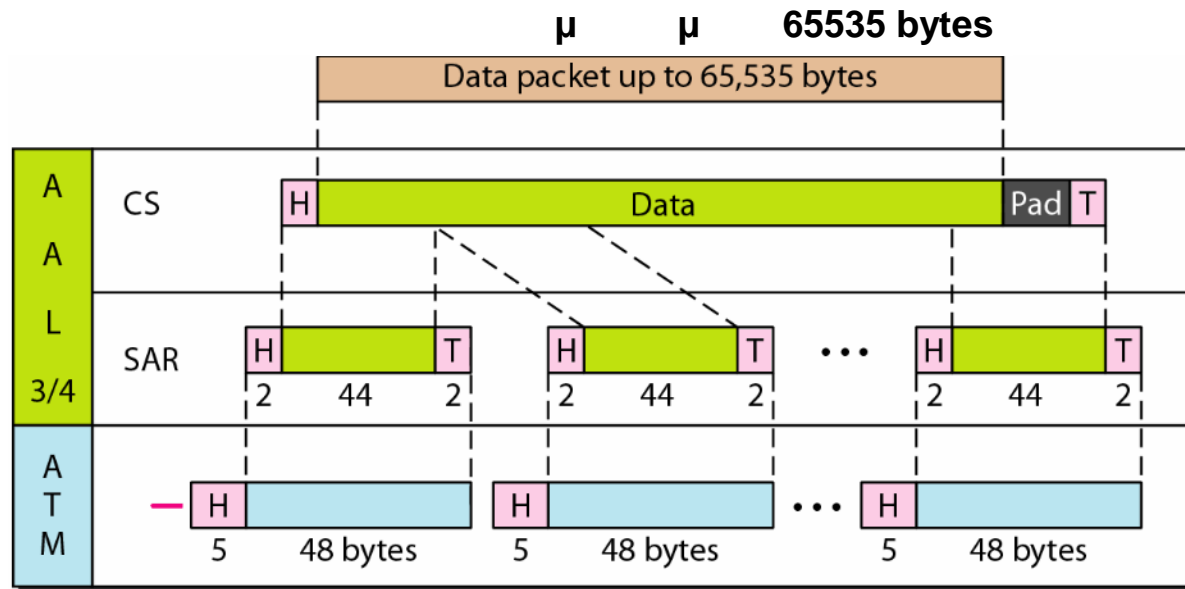 μ μ 65535 bytes
Data packet up to 65,535 bytes
A
A
L
3/4
CS
H Data Pad T
SAR
H T H T ••• H T
2 44 2 2 44 2 2 44 2
A
T
M
H H ••• H
5 48 bytes 5 48 bytes 5 48 bytes